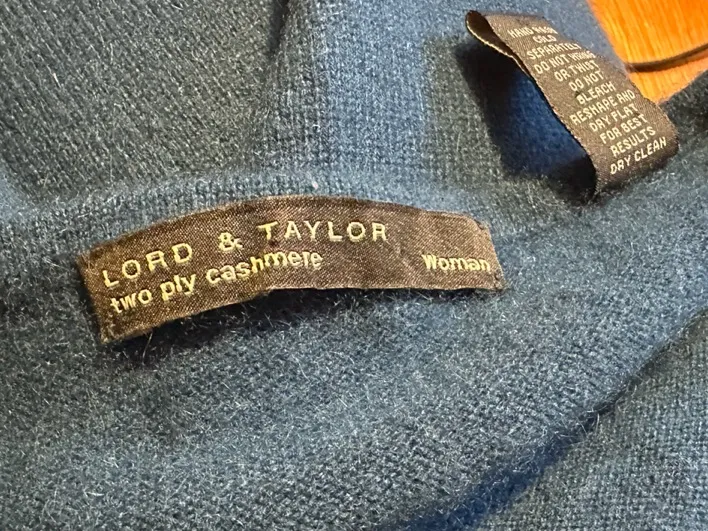 LORD & TAYLOR
two ply cashmere Woman
HAND WASH
COLD
SEPARATELY
DO NOT WRING
OR TWIST
DO NOT
BLEACH
RESHAPE AND
DRY FLAT
FOR BEST
RESULTS
DRY CLEAN